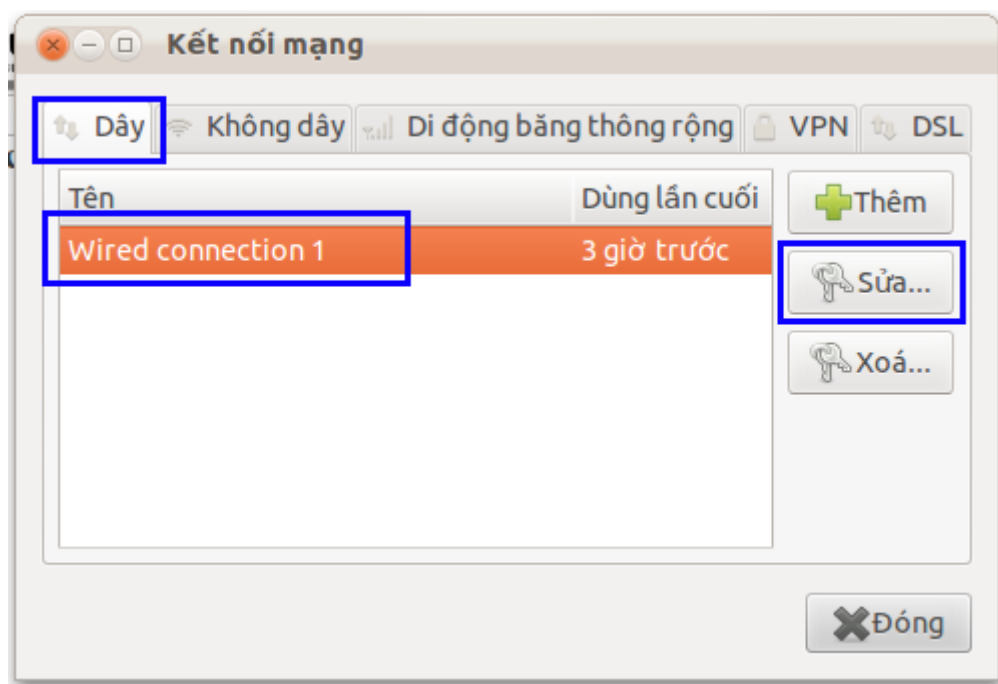 Kết nối mạng
Dây Không dây Di động băng thông rộng VPN DSL
Tên Dùng lần cuối
Thêm
Wired connection 1 3 giờ trước
Sửa...
Xoá...
Đóng